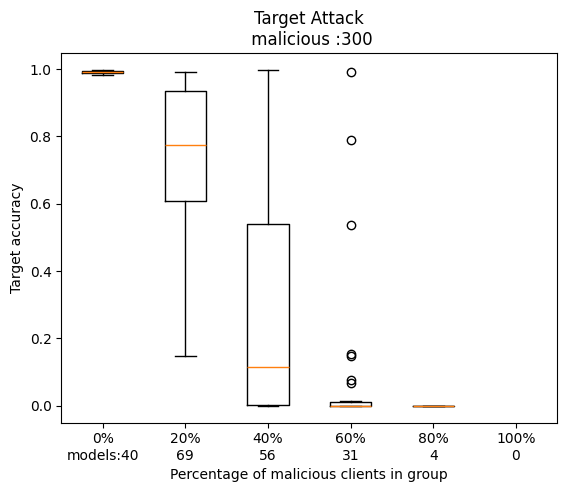 Target Attack
malicious :300
Target accuracy
1.0
0.8
0.6
0.4
0.2
0.0
0% 20% 40% 60% 80% 100%
models:40 69 56 31 4 0
Percentage of malicious clients in group